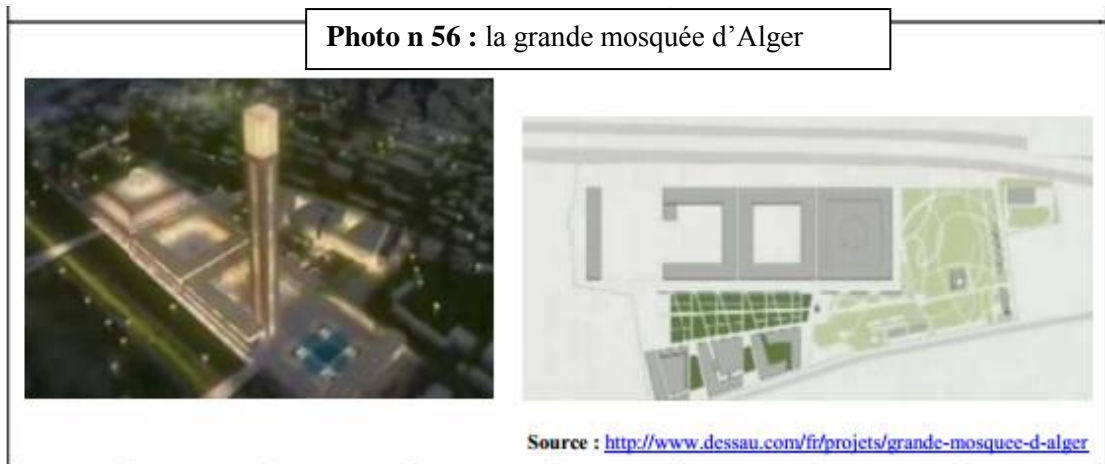 Photo n 56 : la grande mosquée d’Alger
Source : http://www.dessau.com/fr/projets/grande-mosquee-d-alger